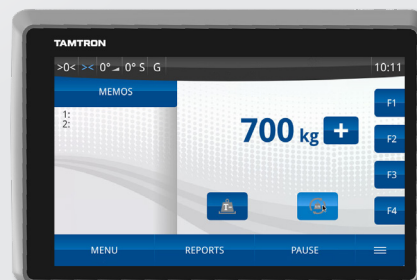 TAMTRON
>0< >< 0° 0° S G 10:11
MEMOS
1:
2:
700 kg +
F1
F2
F3
F4
MENU REPORTS PAUSE